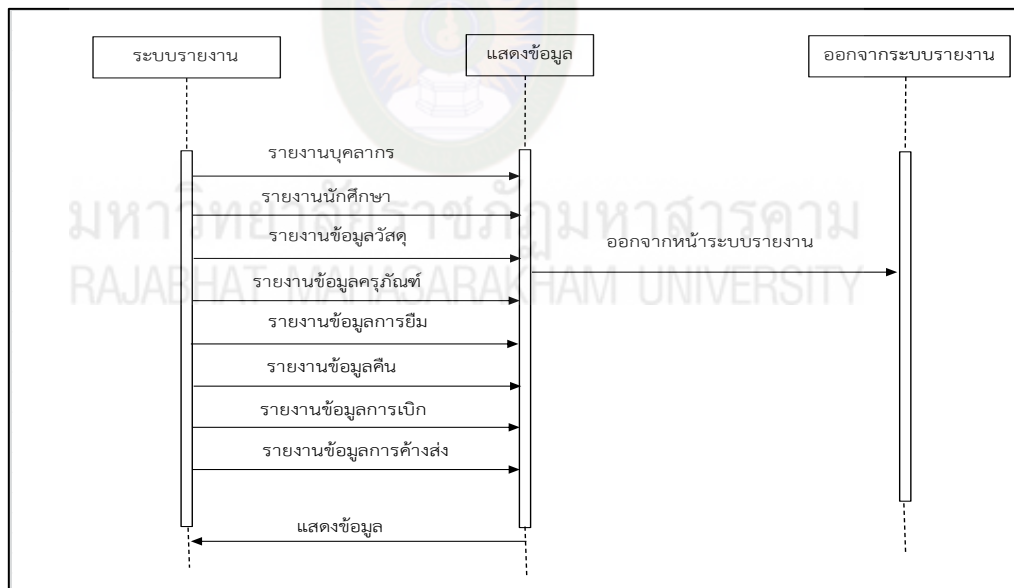 ระบบรายงาน
แสดงข้อมูล
ออกจากระบบรายงาน
รายงานบุคลากร
รายงานนักศึกษา
มหาวิทยาลัยราชภัฏมหาสารคาม
รายงานข้อมูลวัสดุ
ออกจากหน้าระบบรายงาน
รายงานข้อมูลครุภัณฑ์
RAJABHAT MAHASARAKHAM UNIVERSITY
รายงานข้อมูลการยืม
รายงานข้อมูลคืน
รายงานข้อมูลการเบิก
รายงานข้อมูลการค้างส่ง
แสดงข้อมูล